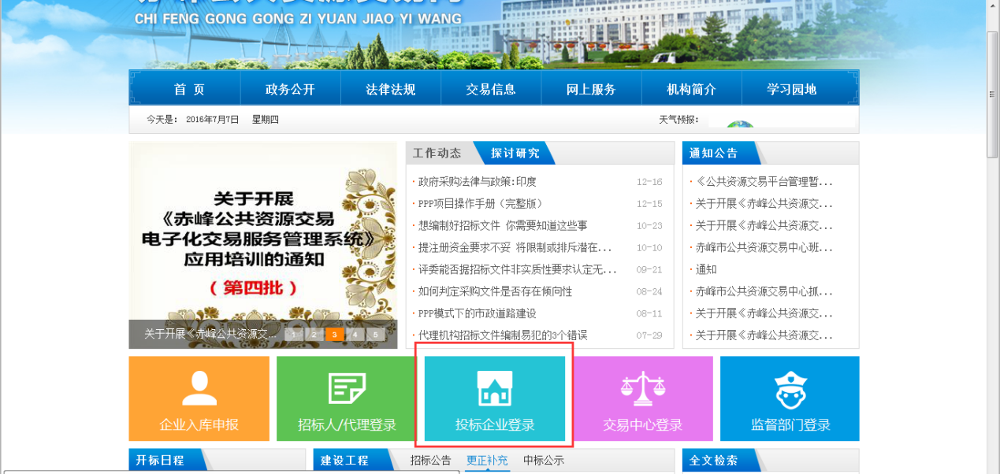 CHI FENG GONG GONG ZI YUAN JIAO YI WANG
首 页 政务公开 法律法规 交易信息 网上服务 机构简介 学习园地
今天是： 2016年7月7日 星期四 天气预报：
关于开展
《赤峰公共资源交易
电子化交易服务管理系统》
应用培训的通知
（第四批）
关于开展《赤峰公共资源交... 1 2 3 4 5
工作动态 探讨研究
政府采购法律与政策:印度 12-16
PPP项目操作手册（完整版） 12-15
想编制好招标文件 你需要知道这些事 10-23
提注册资金要求不妥 将限制或排斥潜在... 10-10
评委能否据招标文件非实质性要求认定无... 09-21
如何判定采购文件是否存在倾向性 08-24
PPP模式下的市政道路建设 08-11
代理机构招标文件编制易犯的3个错误 07-29
通知公告
《公共资源交易平台管理暂...
关于开展《赤峰公共资源交...
关于开展《赤峰公共资源交...
赤峰市公共资源交易中心班...
通知
赤峰市公共资源交易中心抓...
关于开展《赤峰公共资源交...
关于开展《赤峰公共资源交...
企业入库申报
招标人/代理登录
投标企业登录
交易中心登录
监督部门登录
开标日程
建设工程 招标公告 更正补充 中标公示
全文检索